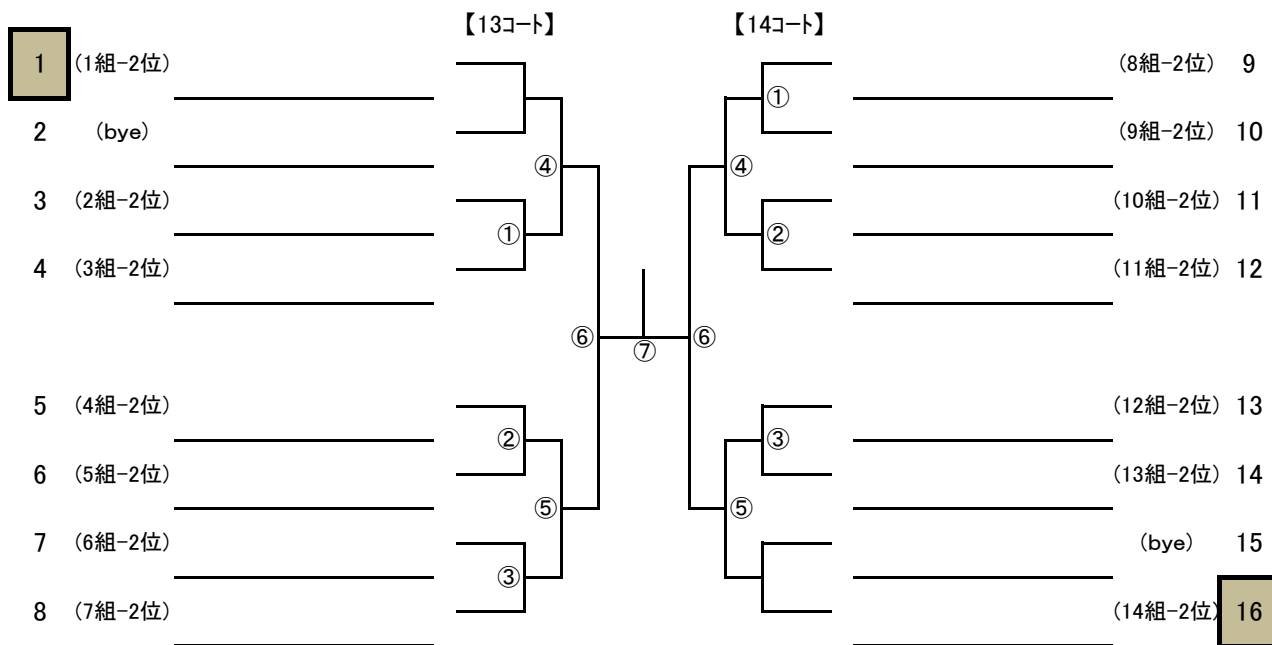 【13コート】
【14コート】
1 (1組-2位)
2 (bye)
3 (2組-2位)
4 (3組-2位)
5 (4組-2位)
6 (5組-2位)
7 (6組-2位)
8 (7組-2位)
④
①
②
⑤
③
⑥
⑦
⑥
①
④
②
③
⑤
(8組-2位) 9
(9組-2位) 10
(10組-2位) 11
(11組-2位) 12
(12組-2位) 13
(13組-2位) 14
(bye) 15
(14組-2位) 16